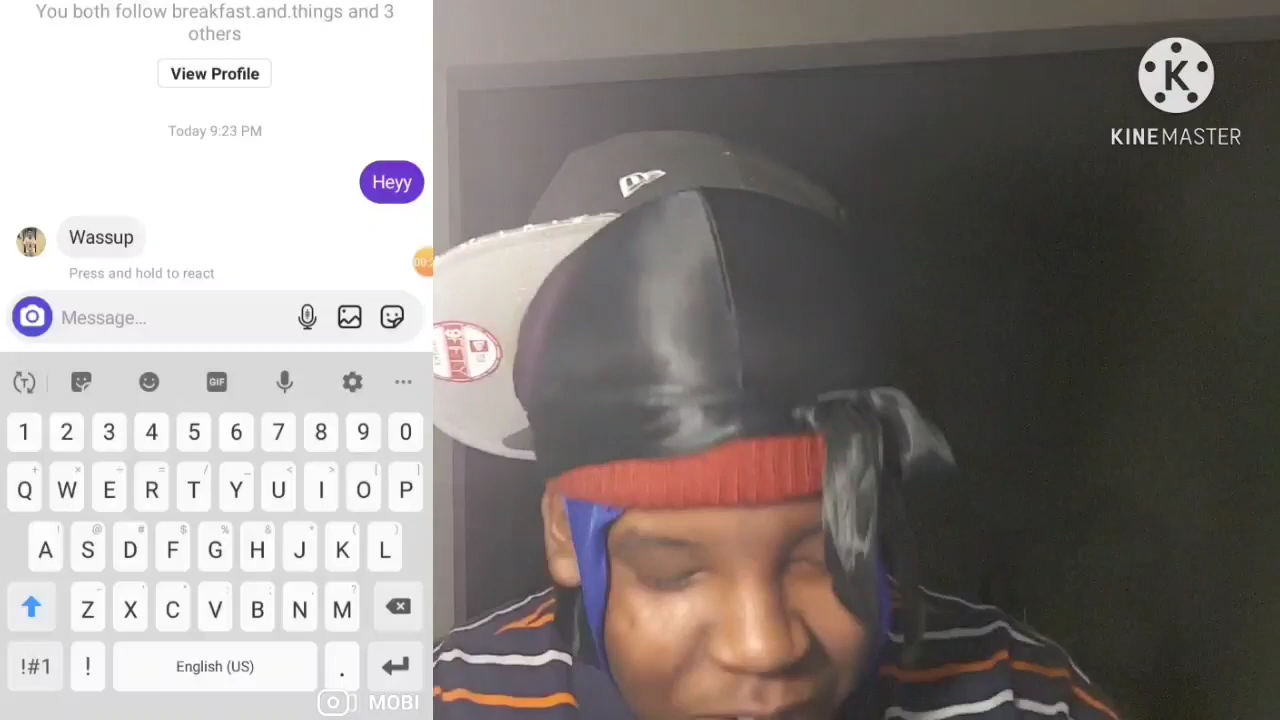 You both follow breakfast.and.things and 3
others
View Profile
Today 9:23 PM
Heyy
Wassup
Press and hold to react
Message...
GIF
1 2 3 4 5 6 7 8 9 0
Q W E R T Y U I O P
A S D F G H J K L
Z X C V B N M
!#1 ! English (US) .
MOBI
K
KINEMASTER